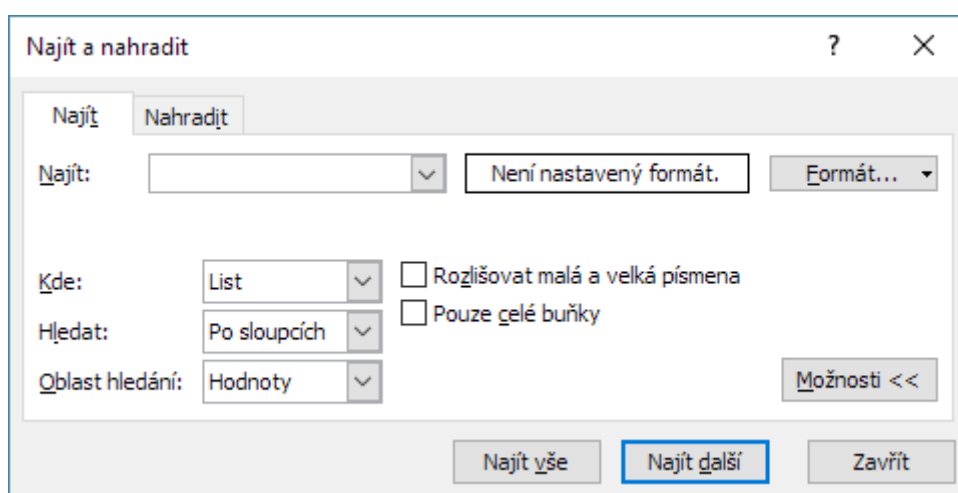 Najít a nahradit
Najít Nahradit
Najít: Není nastavený formát. Formát...
Kde: List Rozlišovat malá a velká písmena
Pouze celé buňky
Hledat: Po sloupcích
Oblast hledání: Hodnoty Možnosti <<
Najít vše Najít další Zavřít